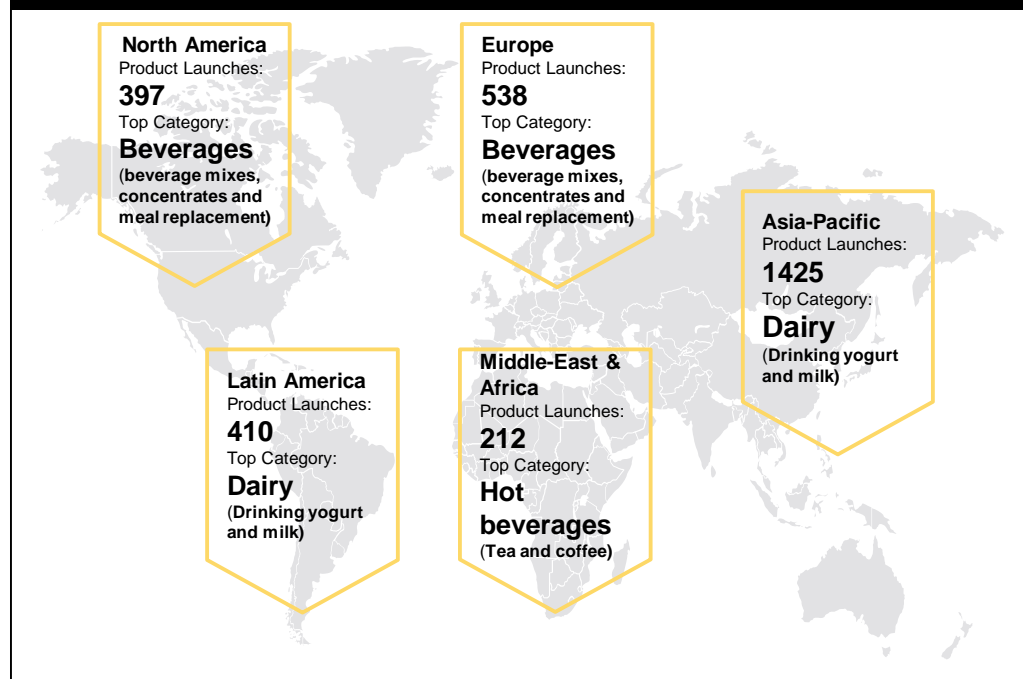 North America
Product Launches:
397
Top Category:
Beverages
(beverage mixes,
concentrates and
meal replacement)
Europe
Product Launches:
538
Top Category:
Beverages
(beverage mixes,
concentrates and
meal replacement)
Asia-Pacific
Product Launches:
1425
Top Category:
Dairy
(Drinking yogurt
and milk)
Latin America
Product Launches:
410
Top Category:
Dairy
(Drinking yogurt
and milk)
Middle-East &
Africa
Product Launches:
212
Top Category:
Hot
beverages
(Tea and coffee)